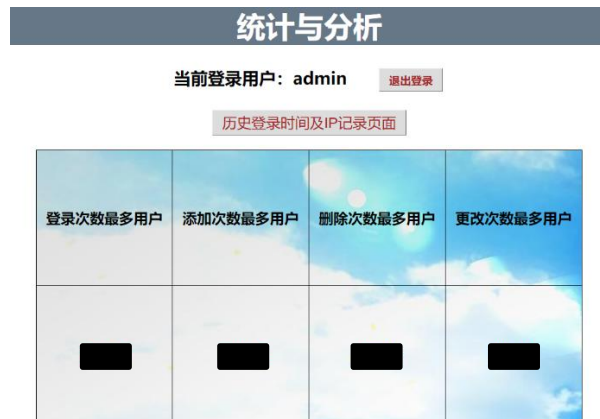 统计与分析
当前登录用户：admin 退出登录
历史登录时间及IP记录页面
登录次数最多用户 添加次数最多用户 删除次数最多用户 更改次数最多用户